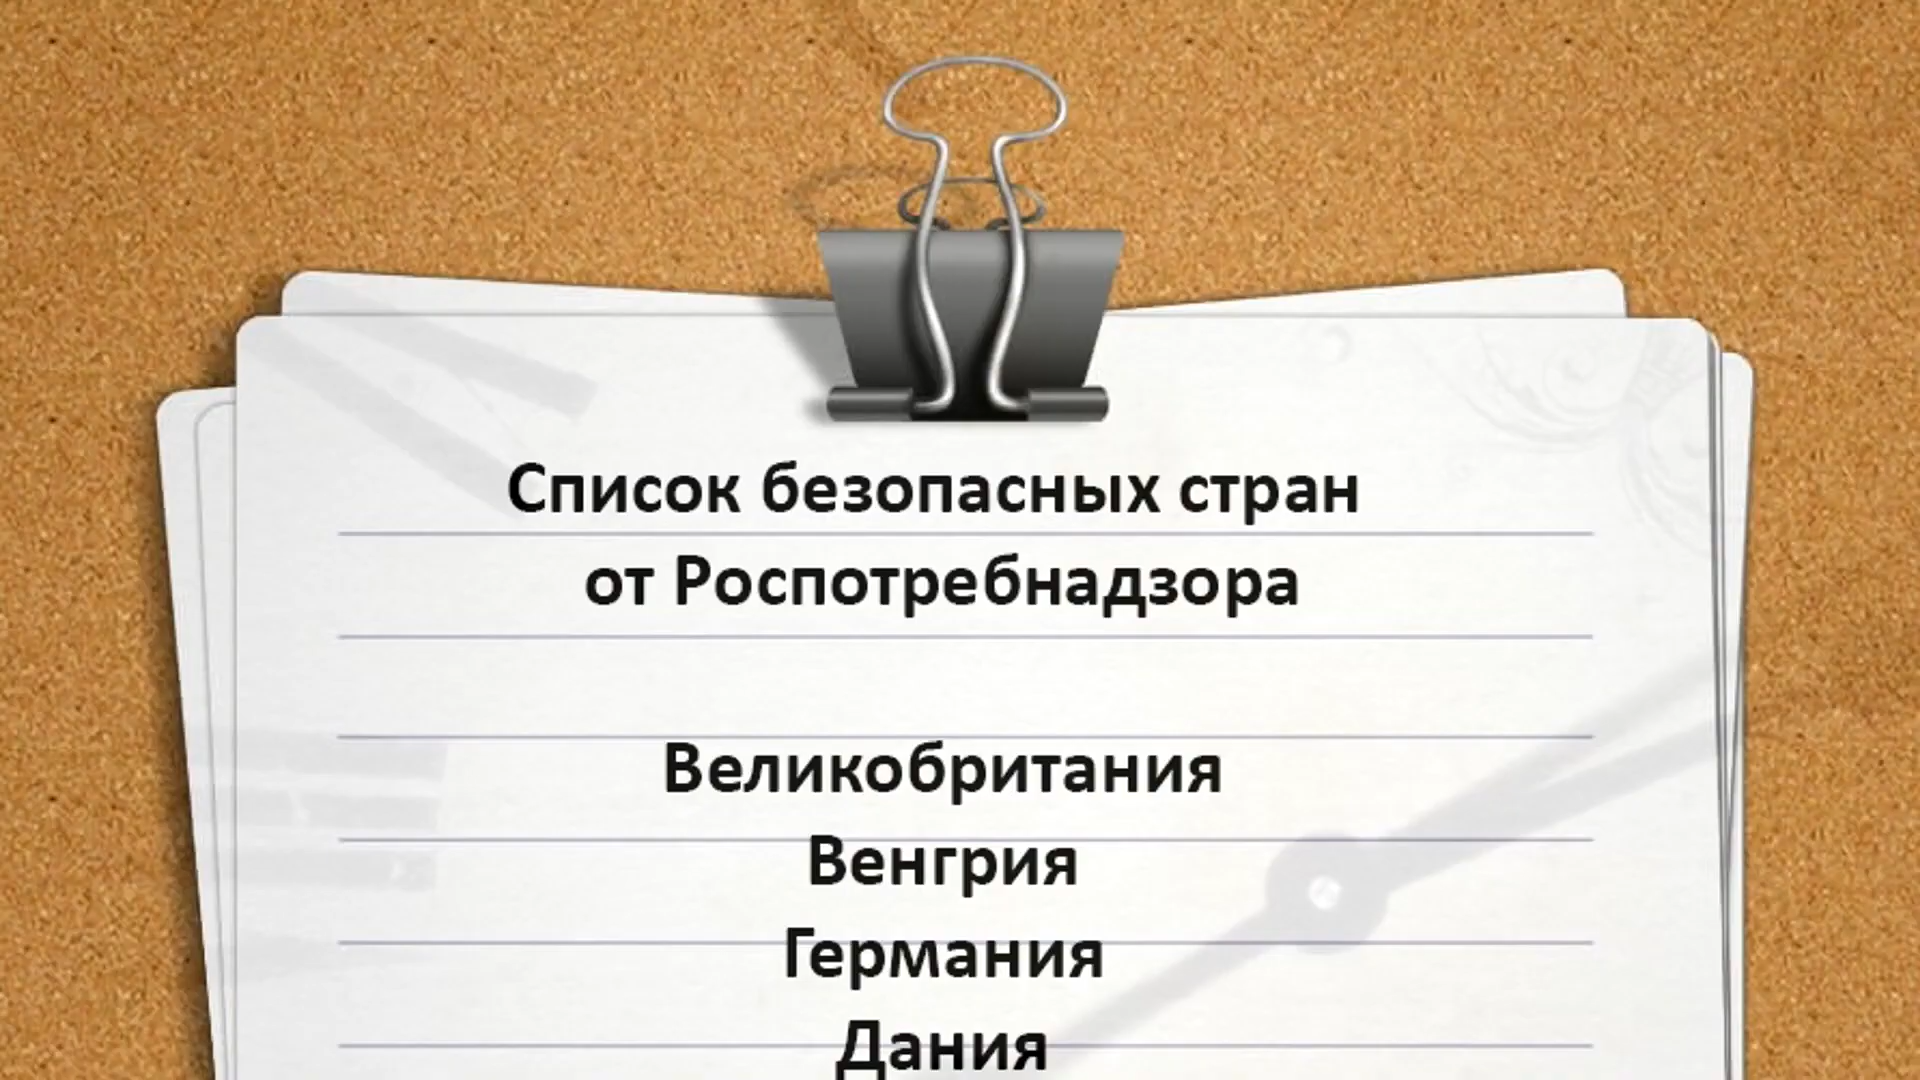 Список безопасных стран
от Роспотребнадзора
Великобритания
Венгрия
Германия
Дания